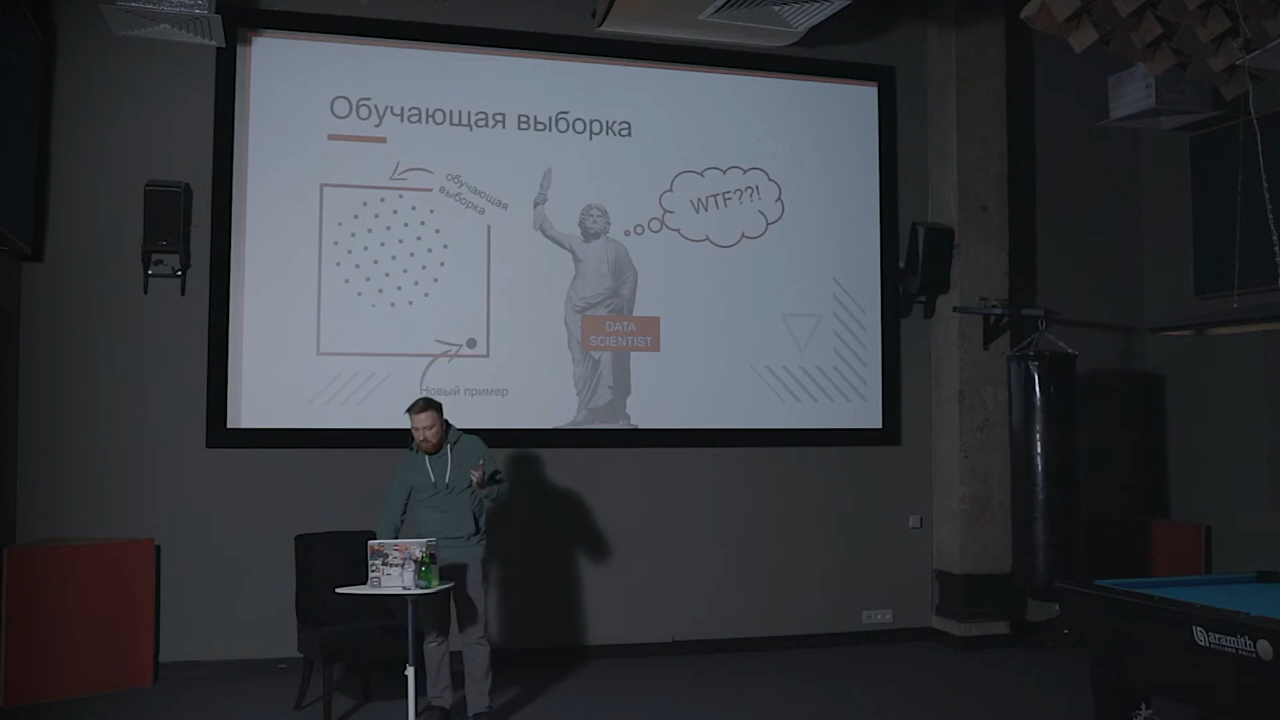 Обучающая выборка
обучающая
выборка
WTF??!
DATA
SCIENTIST
Новый пример
aramith